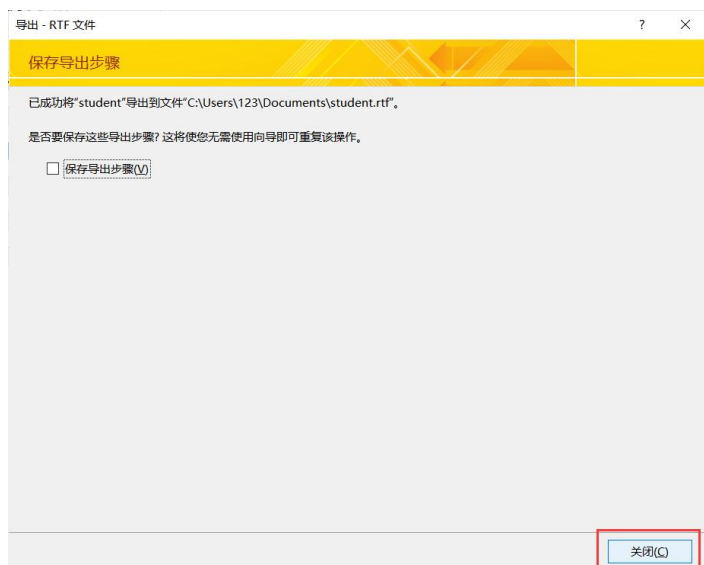 导出 - RTF 文件
? ×
保存导出步骤
已成功将“student”导出到文件“C:\Users\123\Documents\student.rtf”。
是否要保存这些导出步骤? 这将使您无需使用向导即可重复该操作。
保存导出步骤(V)
关闭(C)